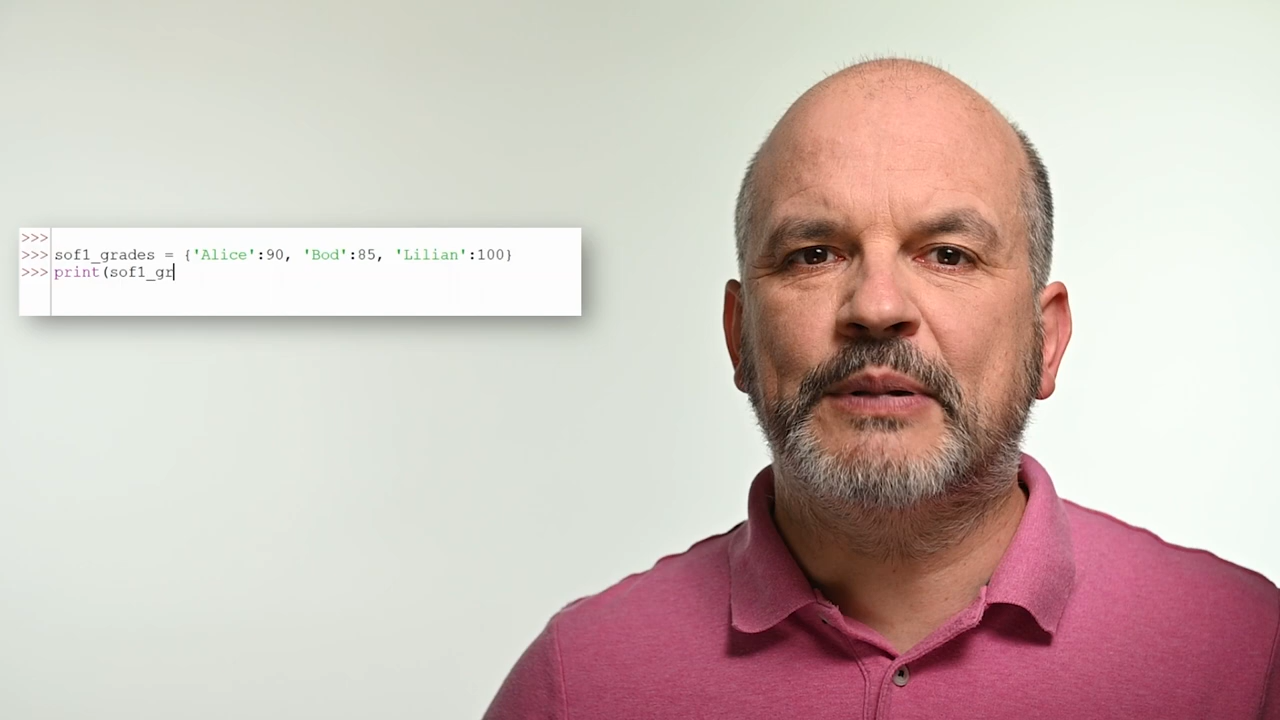 >>>
>>> sof1_grades = {'Alice':90, 'Bod':85, 'Lilian':100}
>>> print(sof1_gr